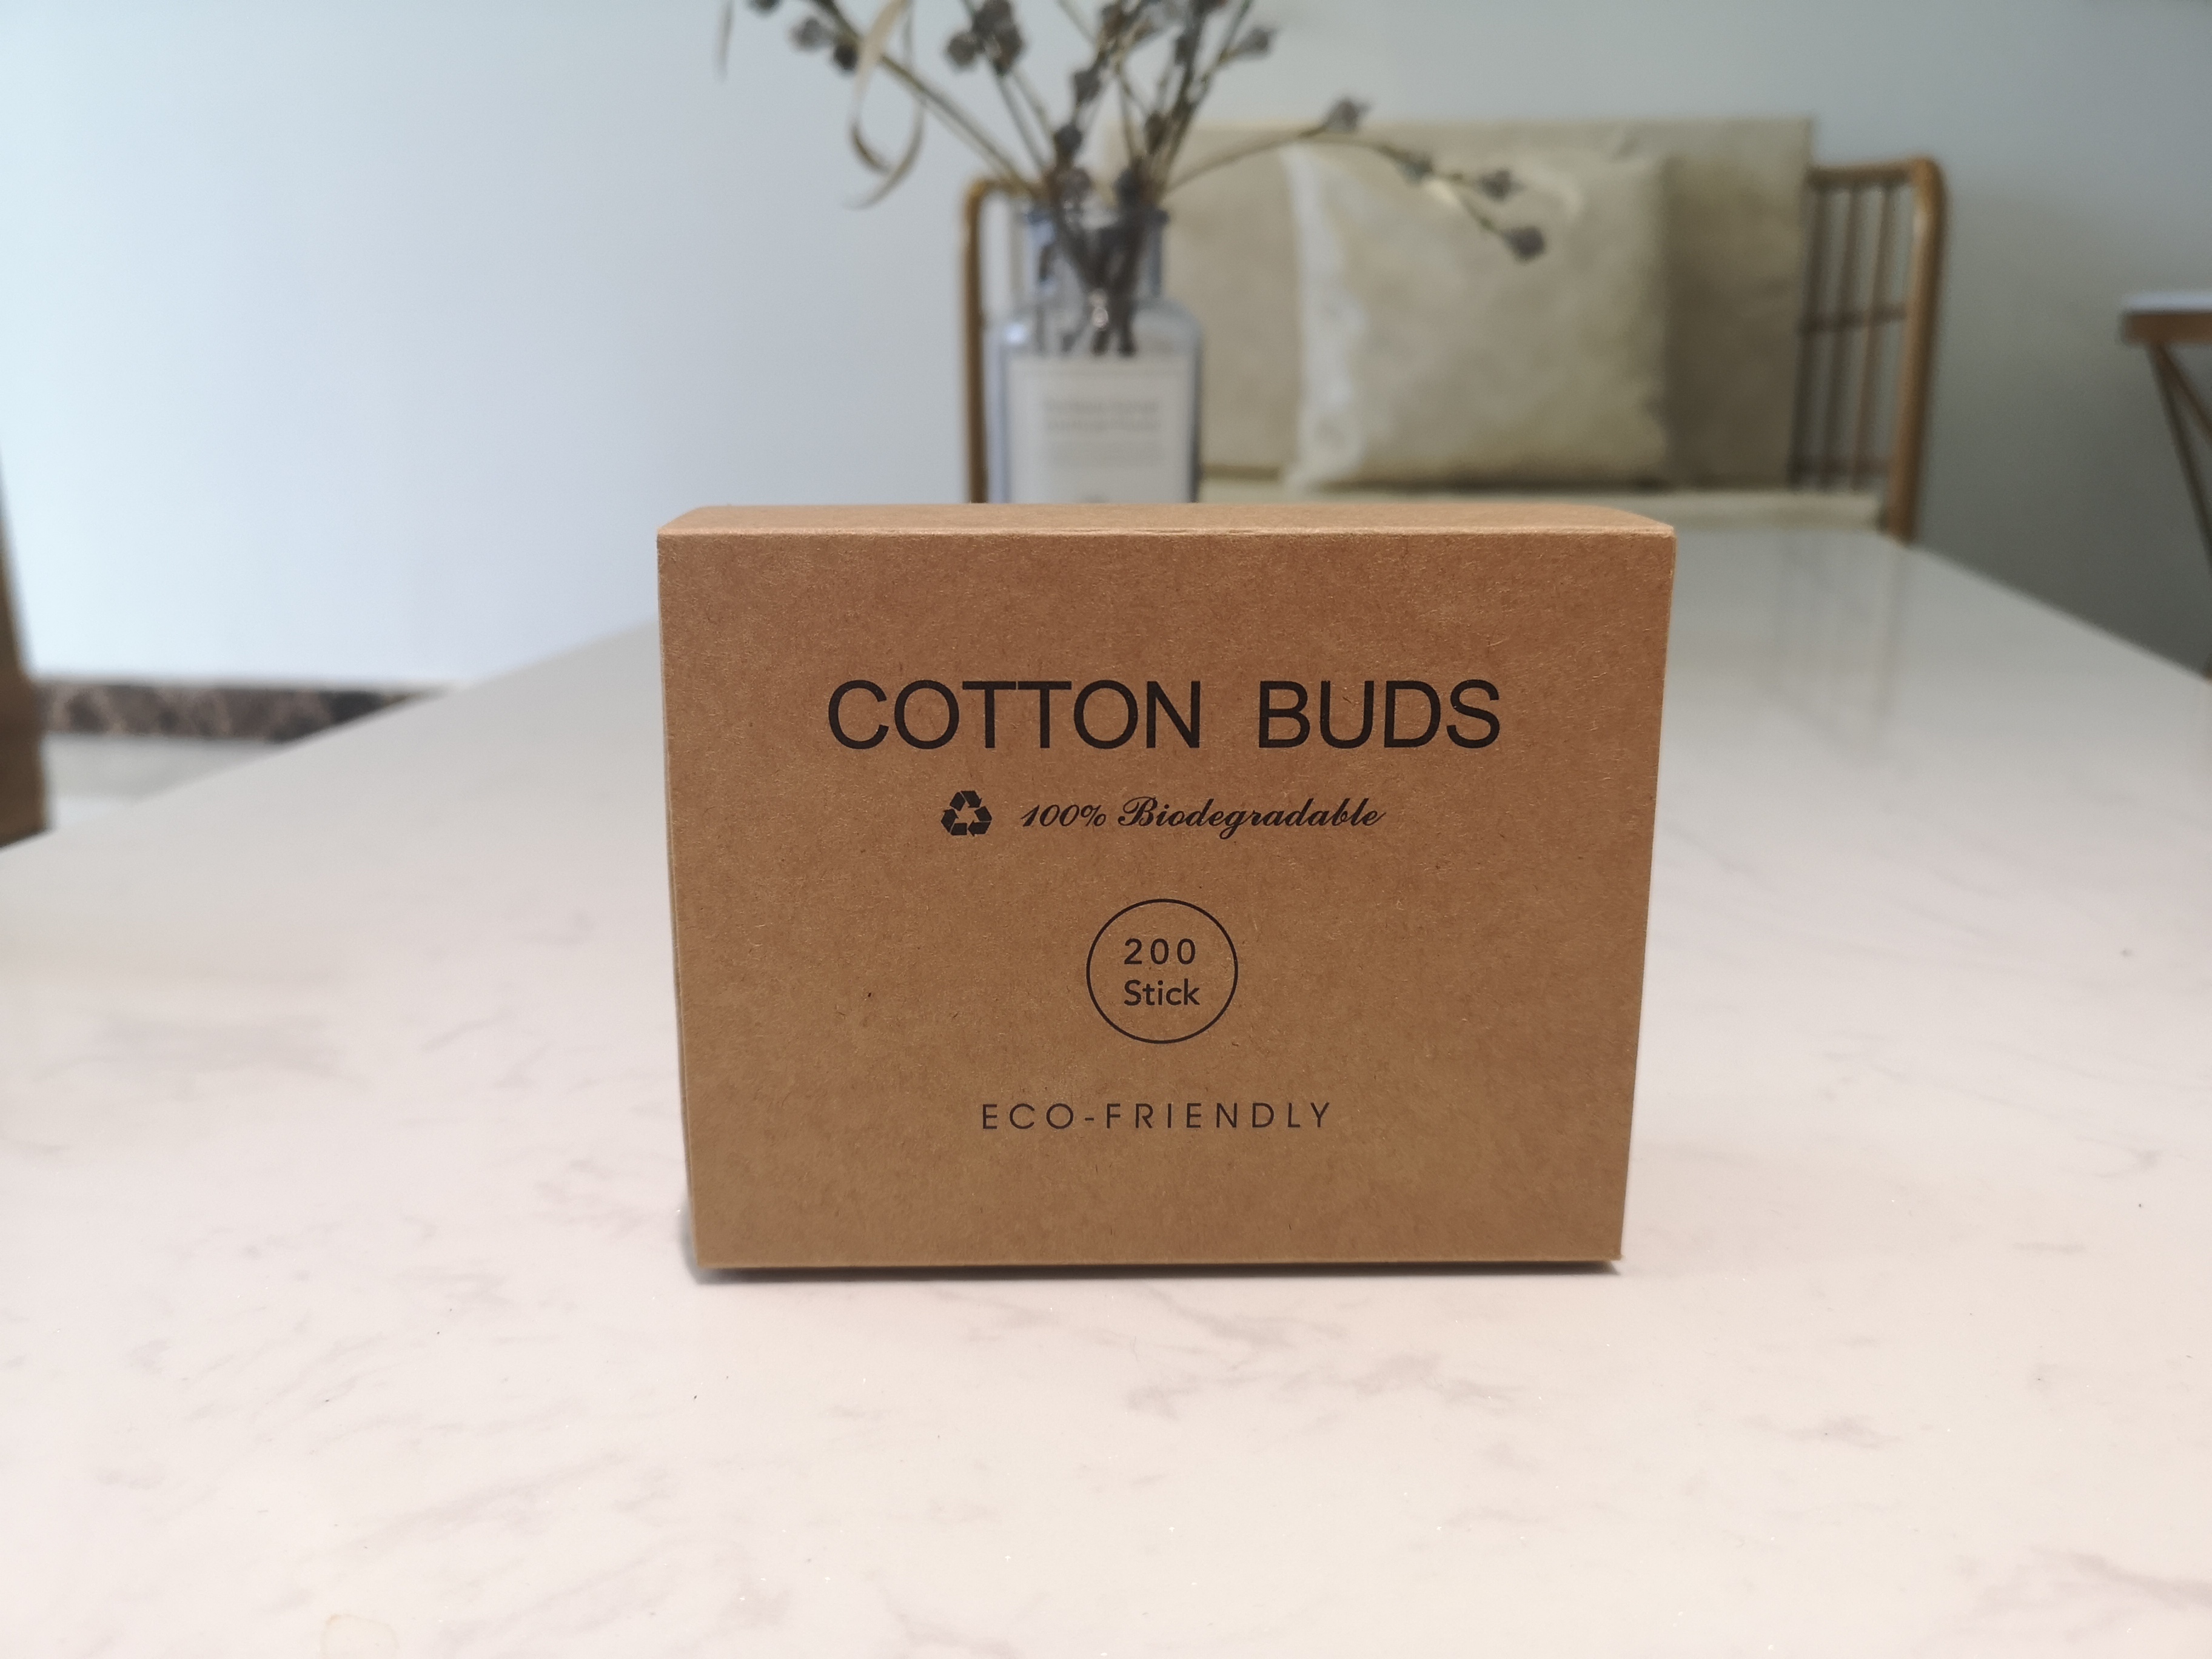 COTTON BUDS
100% Biodegradable
200
Stick
ECO-FRIENDLY